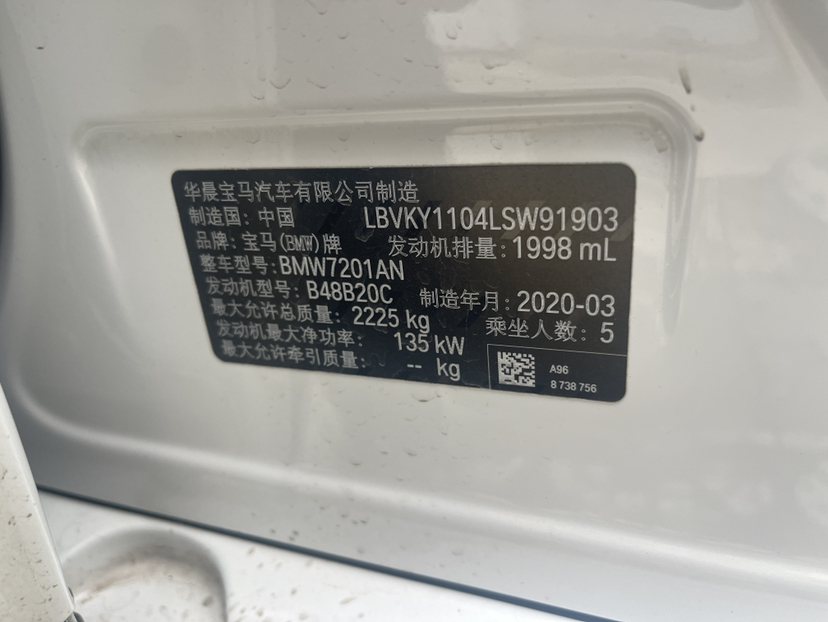 华晨宝马汽车有限公司制造
制造国: 中国 LBVKY1104LSW91903
品牌: 宝马(BMW)牌 发动机排量: 1998 mL
整车型号: BMW7201AN
发动机型号: B48B20C 制造年月: 2020-03
最大允许总质量: 2225 kg 乘坐人数: 5
发动机最大净功率: 135 kW
最大允许牵引质量: -- kg
A96
8 738 756